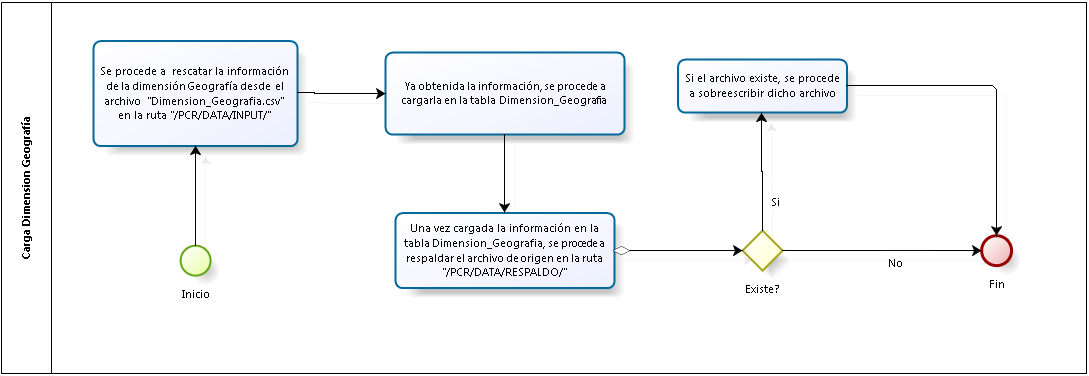 Carga Dimension Geografía
Se procede a rescatar la información
de la dimensión Geografía desde el
archivo "Dimension_Geografia.csv"
en la ruta "/PCR/DATA/INPUT/"
Ya obtenida la información, se procede a
cargarla en la tabla Dimension_Geografia
Si el archivo existe, se procede
a sobreescribir dicho archivo
Una vez cargada la información en la
tabla Dimension_Geografia, se procede a
respaldar el archivo de origen en la ruta
"/PCR/DATA/RESPALDO/"
Si
No
Inicio
Existe?
Fin